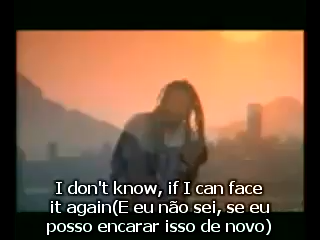 I don't know, if I can face
it again(E eu não sei, se eu
posso encarar isso de novo)